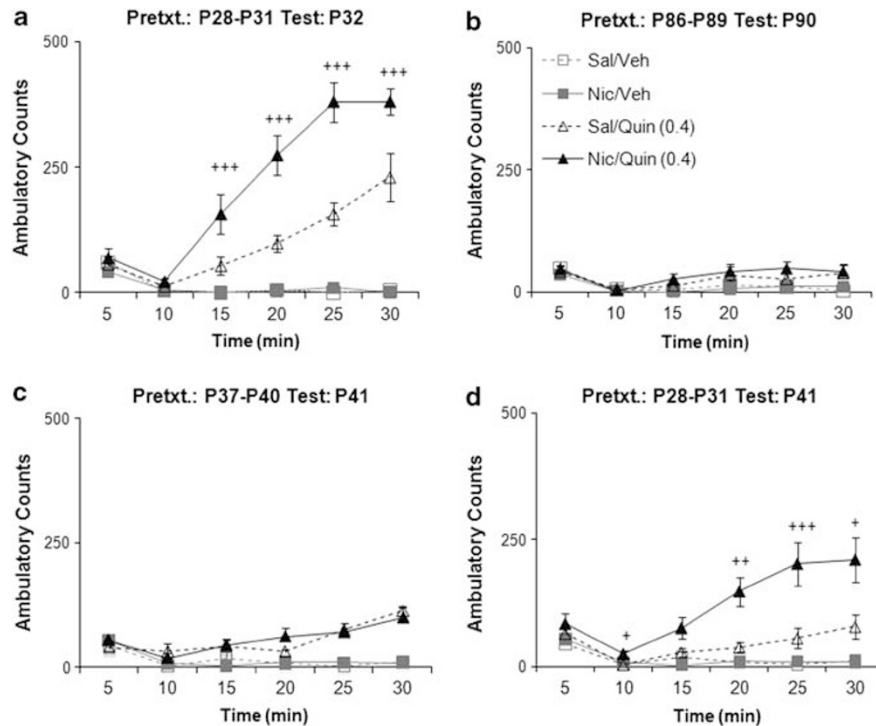 a Pretxt.: P28-P31 Test: P32
500
250
0
Ambulatory Counts
+++
+++
+++
+++
5 10 15 20 25 30
Time (min)
b Pretxt.: P86-P89 Test: P90
500
250
0
Ambulatory Counts
Sal/Veh
Nic/Veh
Sal/Quin (0.4)
Nic/Quin (0.4)
5 10 15 20 25 30
Time (min)
c Pretxt.: P37-P40 Test: P41
500
250
0
Ambulatory Counts
5 10 15 20 25 30
Time (min)
d Pretxt.: P28-P31 Test: P41
500
250
0
Ambulatory Counts
+
++
+++
+
5 10 15 20 25 30
Time (min)